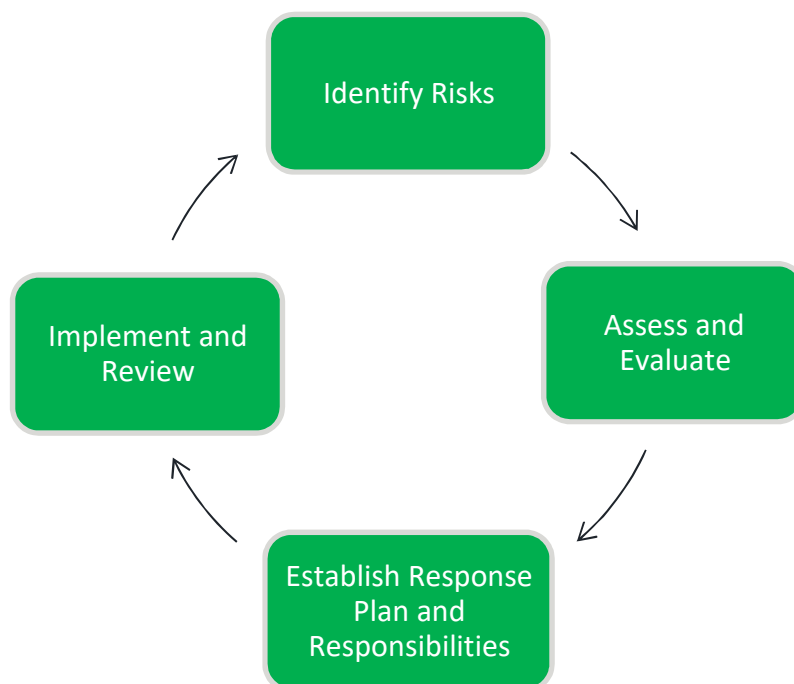 Identify Risks
Assess and
Evaluate
Establish Response
Plan and
Responsibilities
Implement and
Review